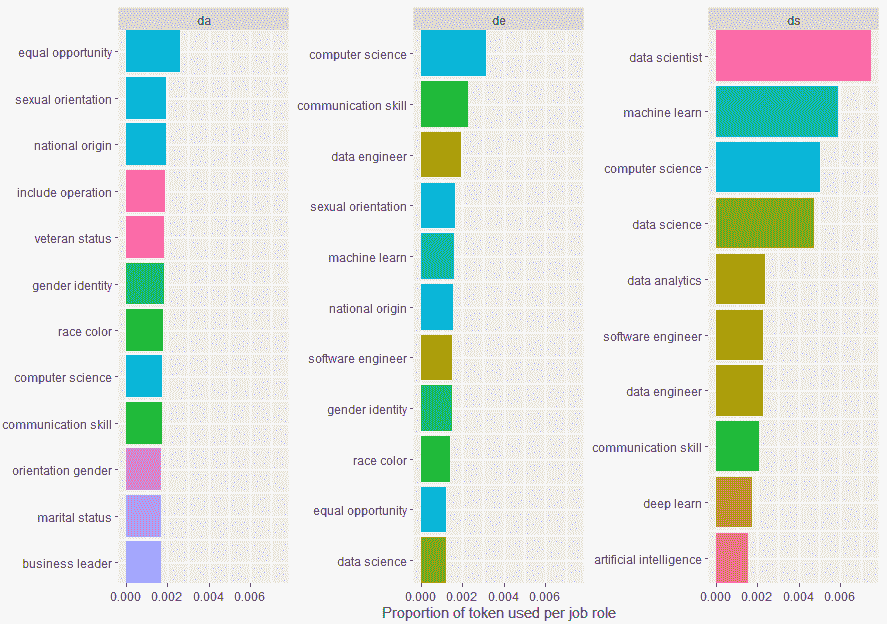 da
equal opportunity
sexual orientation
national origin
include operation
veteran status
gender identity
race color
computer science
communication skill
orientation gender
marital status
business leader
0.000 0.002 0.004 0.006
de
computer science
communication skill
data engineer
sexual orientation
machine learn
national origin
software engineer
gender identity
race color
equal opportunity
data science
0.000 0.002 0.004 0.006
ds
data scientist
machine learn
computer science
data science
data analytics
software engineer
data engineer
communication skill
deep learn
artificial intelligence
0.000 0.002 0.004 0.006
Proportion of token used per job role